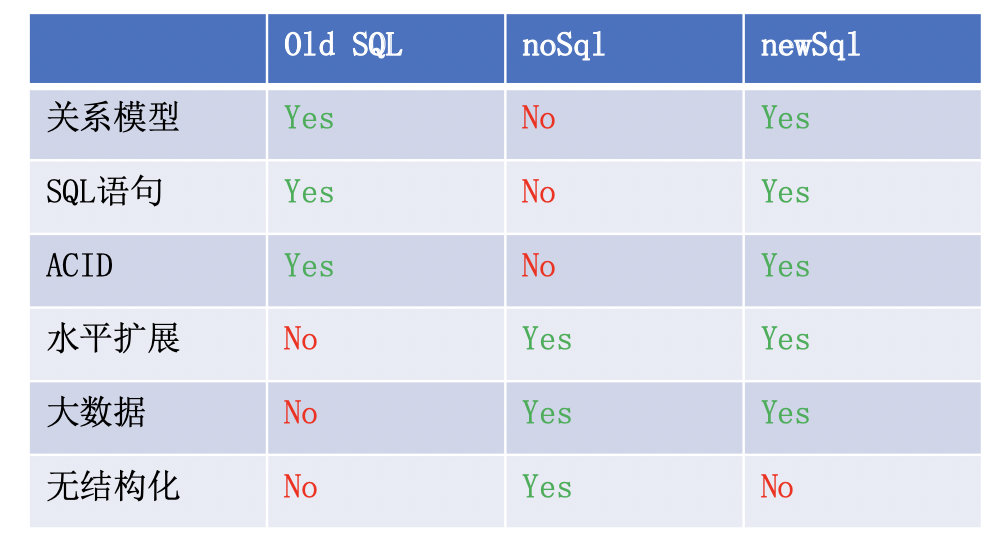 Old SQL noSql newSql
关系模型 Yes No Yes
SQL语句 Yes No Yes
ACID Yes No Yes
水平扩展 No Yes Yes
大数据 No Yes Yes
无结构化 No Yes No